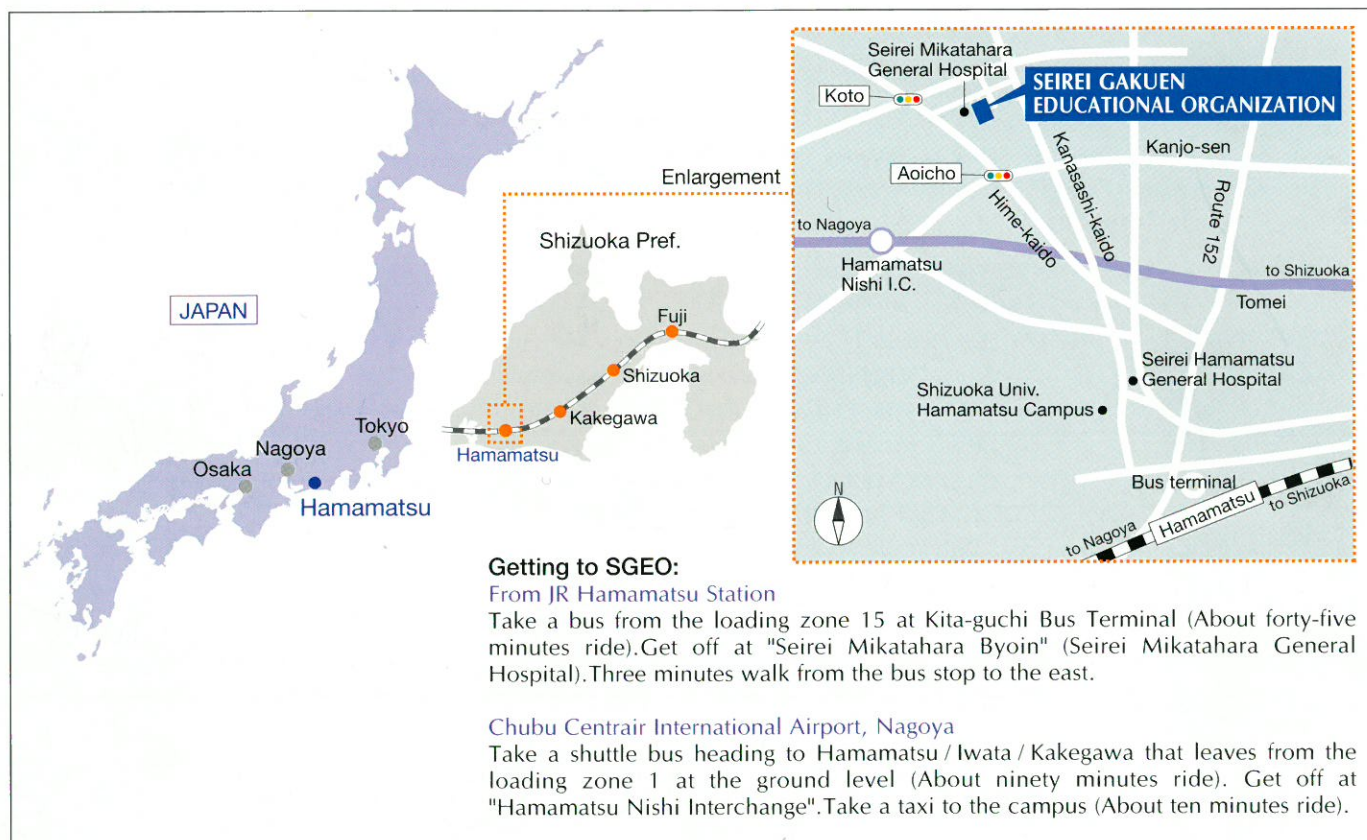 JAPAN
Osaka
Nagoya
Tokyo
Hamamatsu
Enlargement
Shizuoka Pref.
Fuji
Shizuoka
Kakegawa
Hamamatsu
Seirei Mikatahara
General Hospital
SEIREI GAKUEN
EDUCATIONAL ORGANIZATION
Koto
Kanjo-sen
Aoicho
Kanasashi-kaido
Hime-kaido
Route 152
to Nagoya
Hamamatsu
Nishi I.C.
to Shizuoka
Tomei
Seirei Hamamatsu
General Hospital
Shizuoka Univ.
Hamamatsu Campus
Bus terminal
N
to Nagoya
Hamamatsu
to Shizuoka
Getting to SGEO:
From JR Hamamatsu Station
Take a bus from the loading zone 15 at Kita-guchi Bus Terminal (About forty-five
minutes ride).Get off at "Seirei Mikatahara Byoin" (Seirei Mikatahara General
Hospital).Three minutes walk from the bus stop to the east.
Chubu Centrair International Airport, Nagoya
Take a shuttle bus heading to Hamamatsu / Iwata / Kakegawa that leaves from the
loading zone 1 at the ground level (About ninety minutes ride). Get off at
"Hamamatsu Nishi Interchange".Take a taxi to the campus (About ten minutes ride).